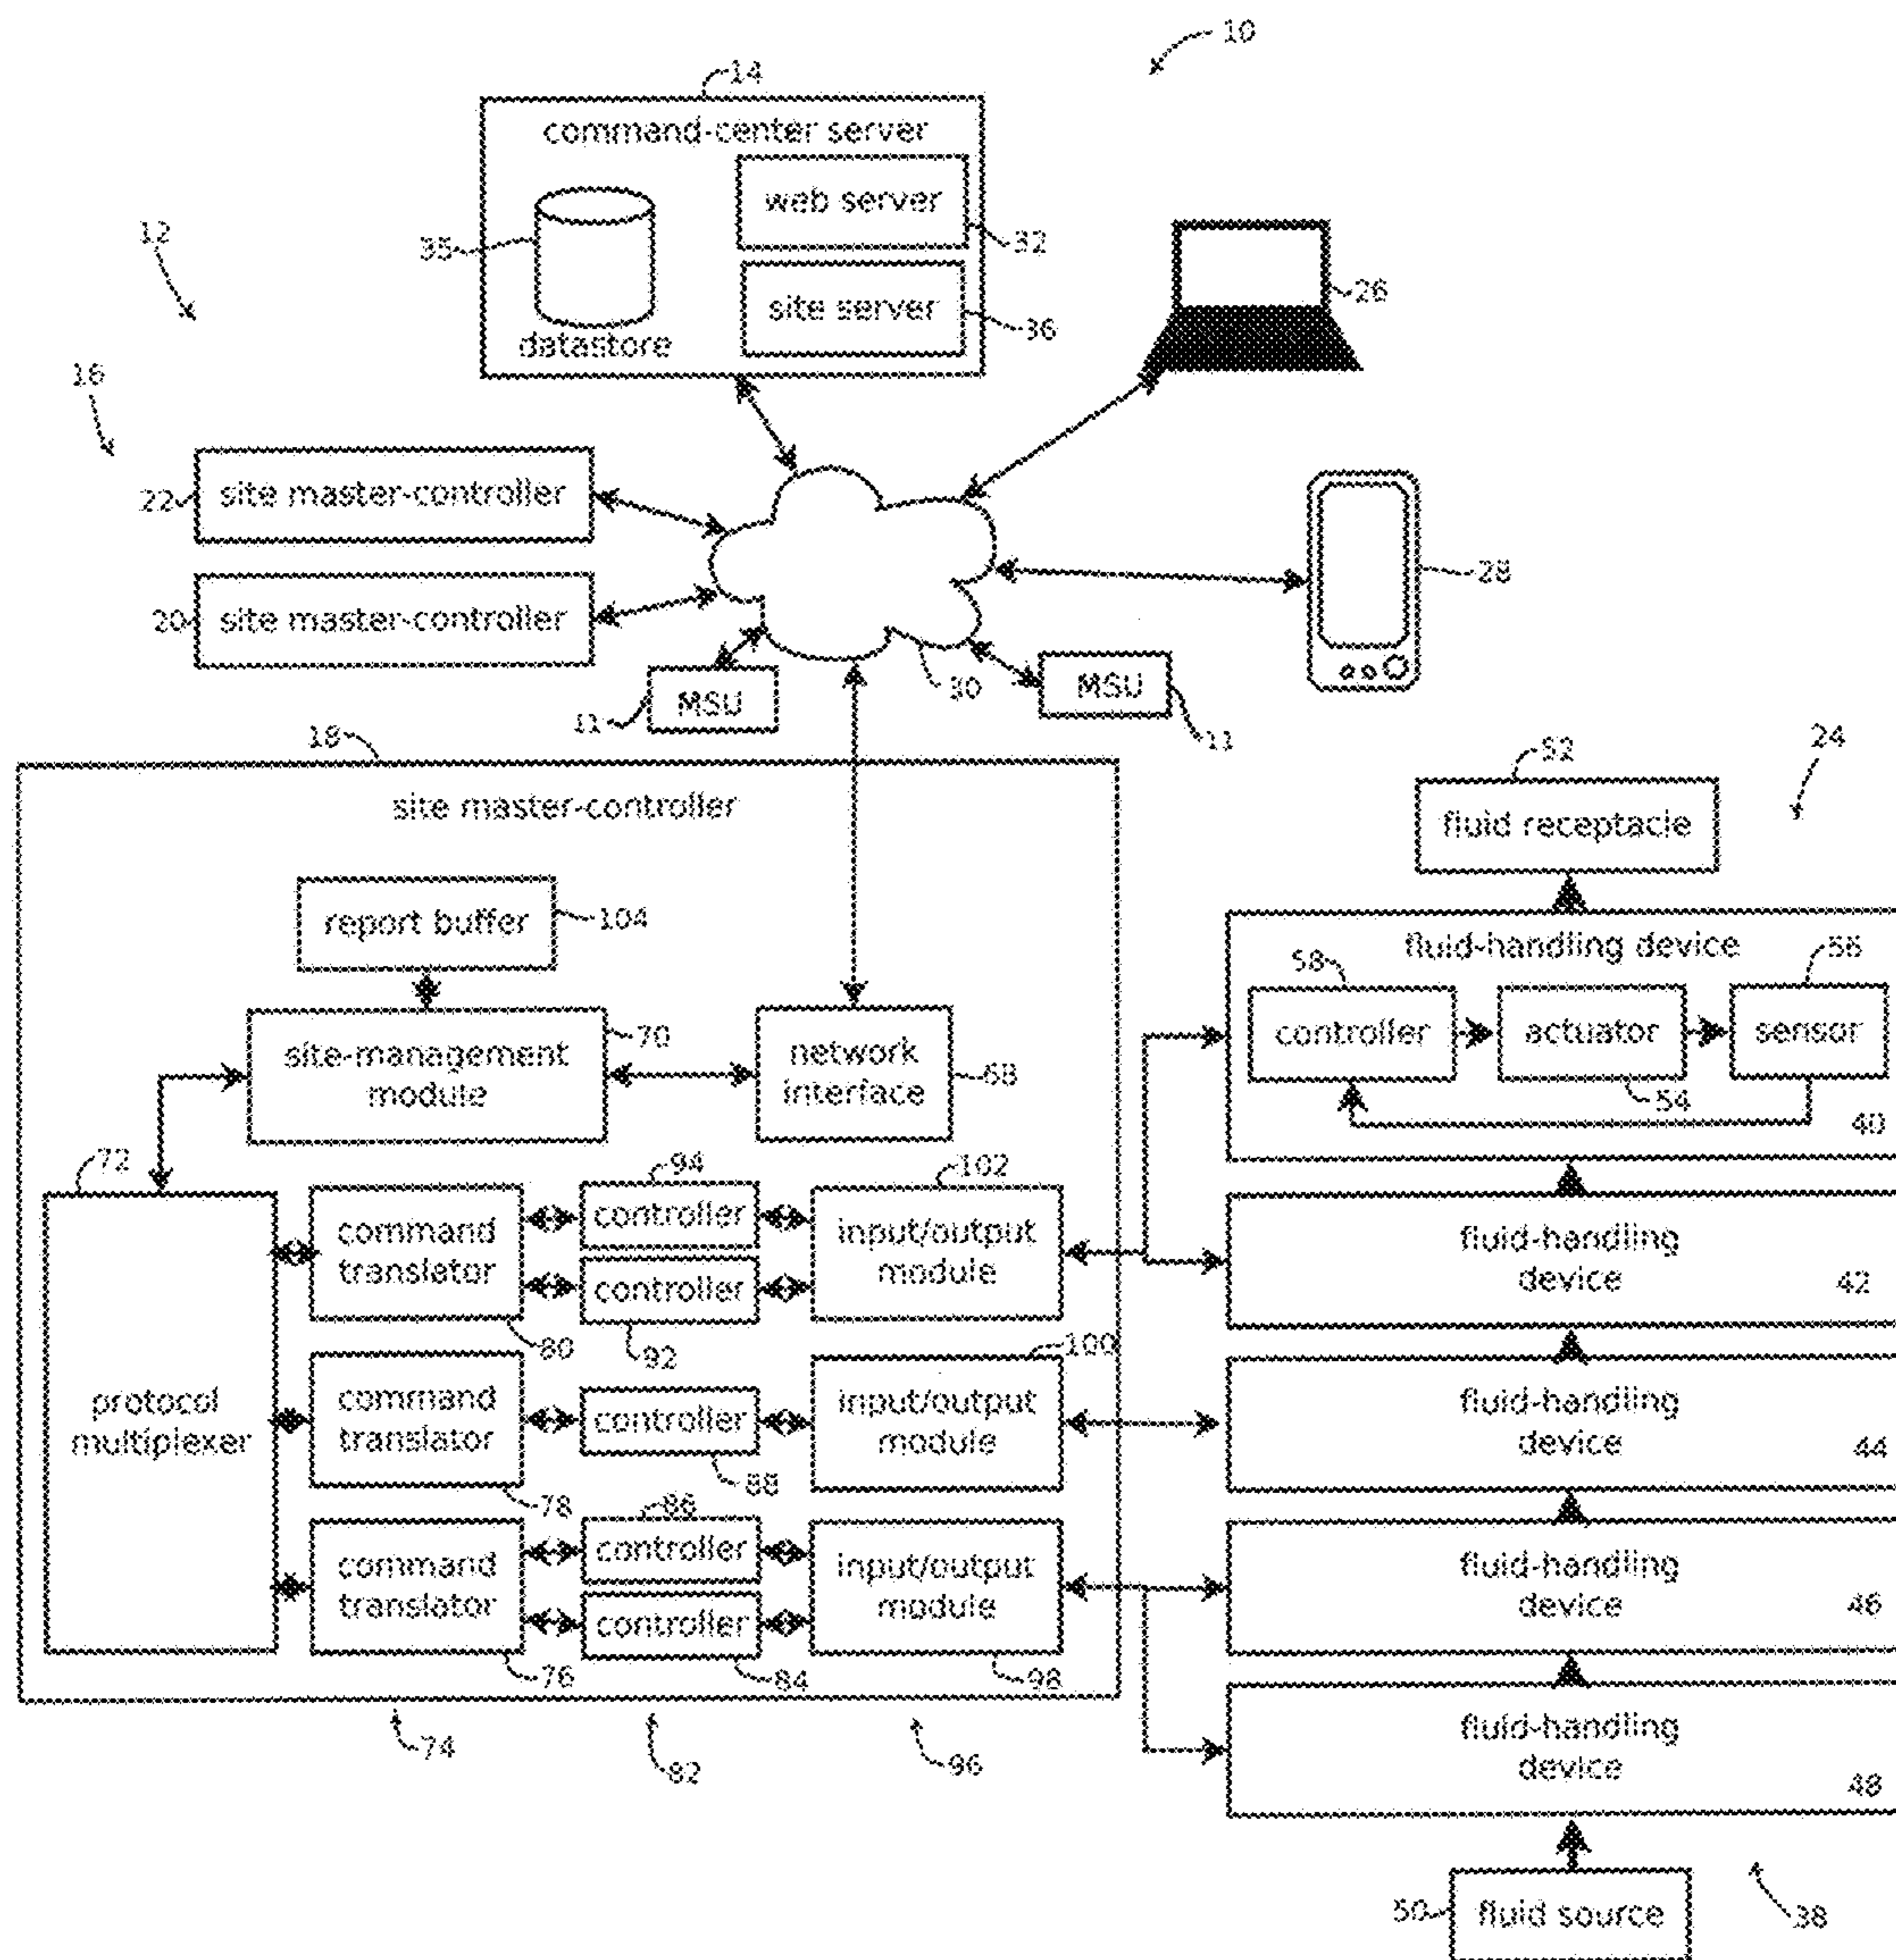 10
14
command-center server
web server
32
35
site server
36
datastore
12
26
16
22
site master-controller
28
20
site master-controller
30
MSU
11
MSU
11
18
site master-controller
24
52
fluid receptacle
report buffer
104
fluid-handling device
58
56
controller
actuator
sensor
54
40
site-management
module
70
network
interface
68
72
94
102
command
translator
controller
controller
input/output
module
80
92
fluid-handling
device
42
100
protocol
multiplexer
command
translator
controller
input/output
module
78
88
fluid-handling
device
44
86
command
translator
controller
controller
input/output
module
76
84
98
fluid-handling
device
46
74
82
96
fluid-handling
device
48
50
fluid source
38